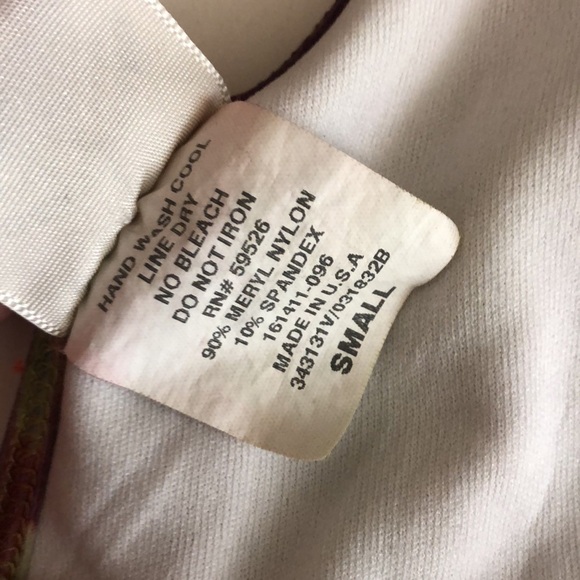 HAND WASH COOL
LINE DRY
NO BLEACH
DO NOT IRON
RN# 59526
90% MERYL NYLON
10% SPANDEX
161411-096
MADE IN U.S.A
343131V/031832B
SMALL